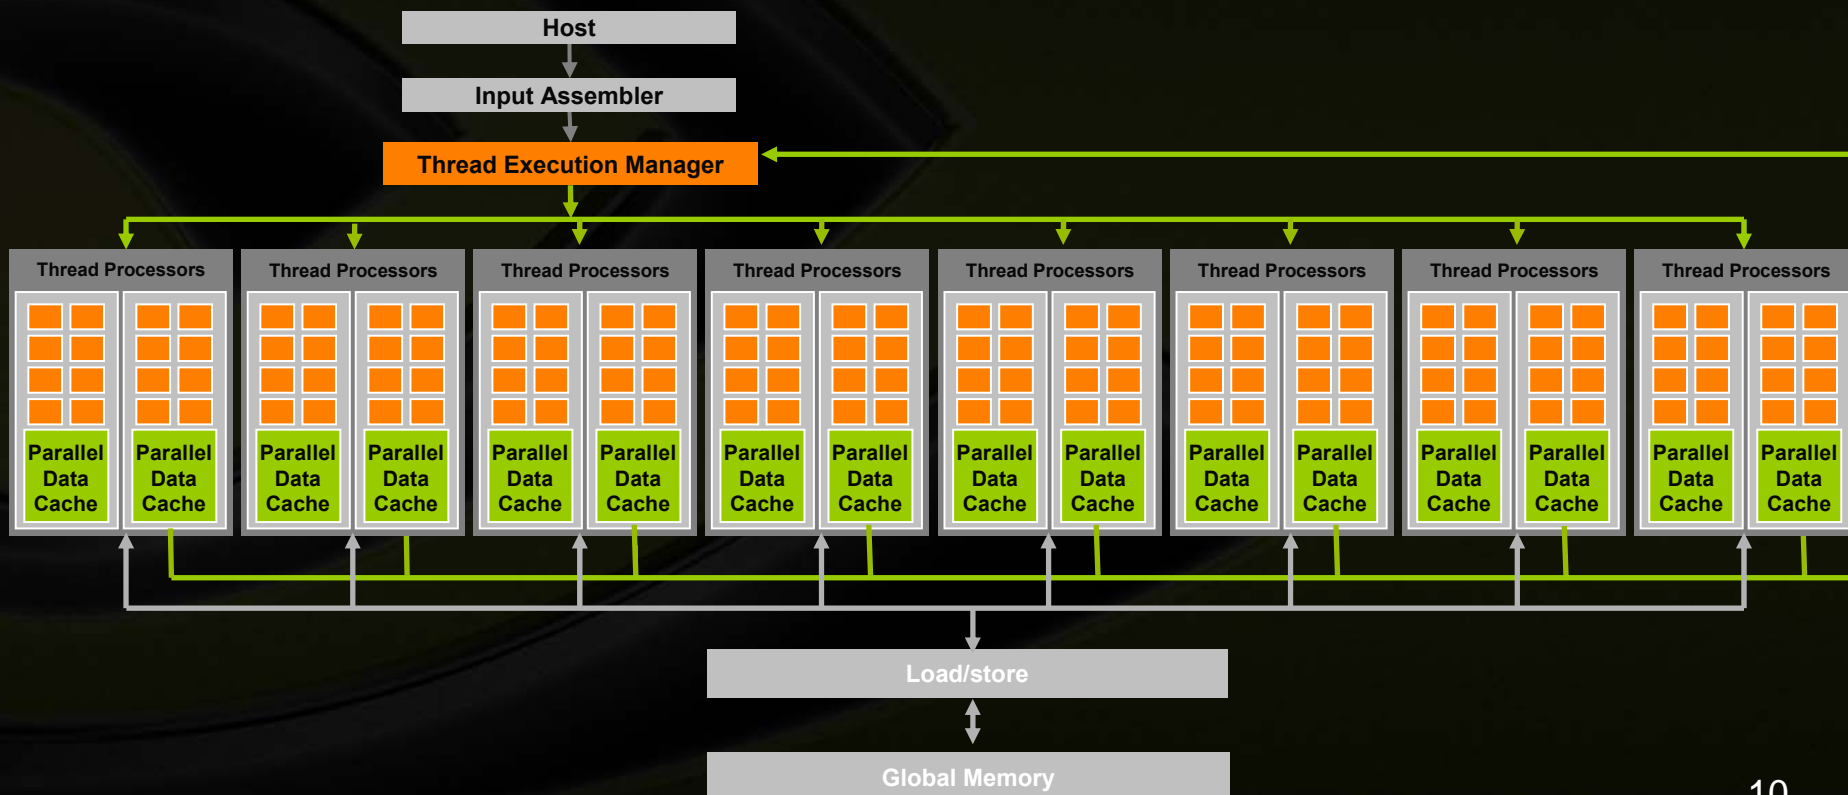 Host
Input Assembler
Thread Execution Manager
Thread Processors
Thread Processors
Thread Processors
Thread Processors
Thread Processors
Thread Processors
Thread Processors
Thread Processors
Parallel
Data
Cache
Parallel
Data
Cache
Parallel
Data
Cache
Parallel
Data
Cache
Parallel
Data
Cache
Parallel
Data
Cache
Parallel
Data
Cache
Parallel
Data
Cache
Parallel
Data
Cache
Parallel
Data
Cache
Parallel
Data
Cache
Parallel
Data
Cache
Parallel
Data
Cache
Parallel
Data
Cache
Parallel
Data
Cache
Parallel
Data
Cache
Load/store
Global Memory
10